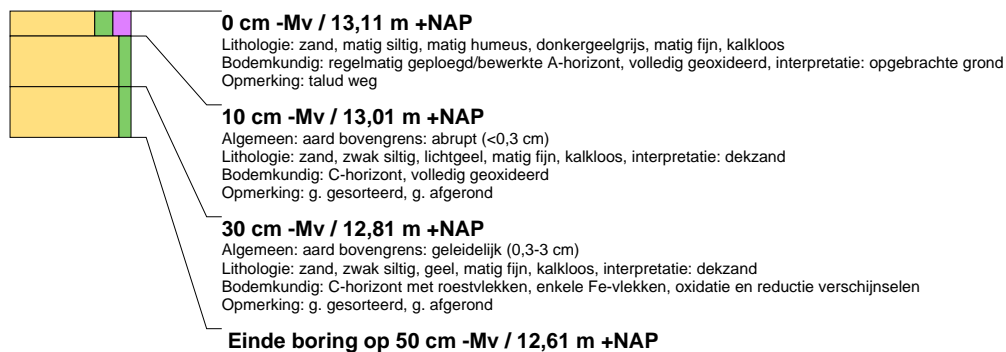 0 cm -Mv / 13,11 m +NAP
Lithologie: zand, matig siltig, matig humeus, donkergeelgrijs, matig fijn, kalkloos
Bodemkundig: regelmatig geploegd/bewerkte A-horizont, volledig geoxideerd, interpretatie: opgebrachte grond
Opmerking: talud weg
10 cm -Mv / 13,01 m +NAP
Algemeen: aard bovengrens: abrupt (<0,3 cm)
Lithologie: zand, zwak siltig, lichtgeel, matig fijn, kalkloos, interpretatie: dekzand
Bodemkundig: C-horizont, volledig geoxideerd
Opmerking: g. gesorteerd, g. afgerond
30 cm -Mv / 12,81 m +NAP
Algemeen: aard bovengrens: geleidelijk (0,3-3 cm)
Lithologie: zand, zwak siltig, geel, matig fijn, kalkloos, interpretatie: dekzand
Bodemkundig: C-horizont met roestvlekken, enkele Fe-vlekken, oxidatie en reductie verschijnselen
Opmerking: g. gesorteerd, g. afgerond
Einde boring op 50 cm -Mv / 12,61 m +NAP